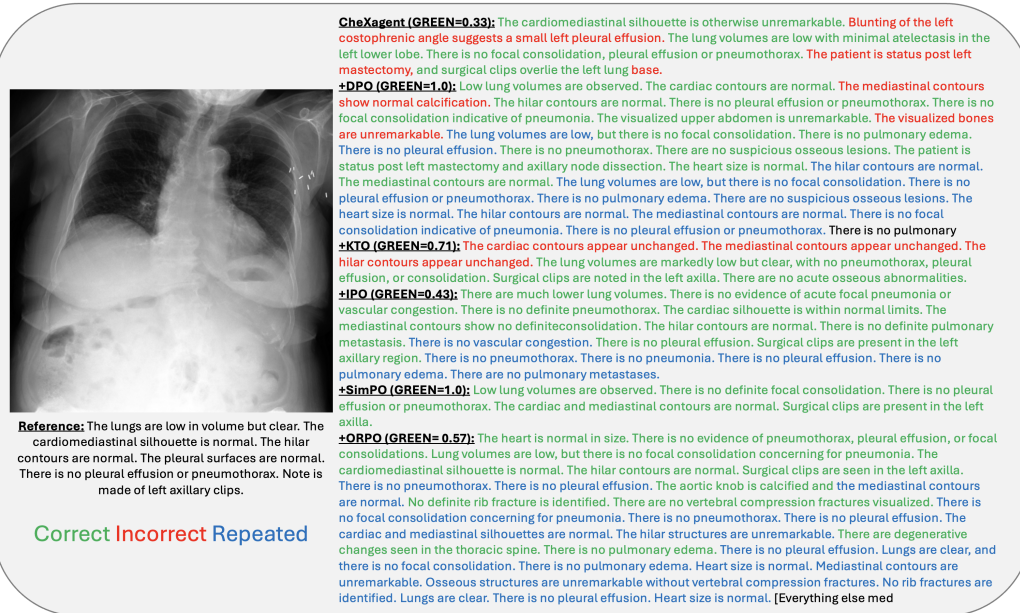 Reference: The lungs are low in volume but clear. The
cardiomediastinal silhouette is normal. The hilar
contours are normal. The pleural surfaces are normal.
There is no pleural effusion or pneumothorax. Note is
made of left axillary clips.
Correct Incorrect Repeated
CheXagent (GREEN=0.33): The cardiomediastinal silhouette is otherwise unremarkable. Blunting of the left
costophrenic angle suggests a small left pleural effusion. The lung volumes are low with minimal atelectasis in the
left lower lobe. There is no focal consolidation, pleural effusion or pneumothorax. The patient is status post left
mastectomy, and surgical clips overlie the left lung base.
+DPO (GREEN=1.0): Low lung volumes are observed. The cardiac contours are normal. The mediastinal contours
show normal calcification. The hilar contours are normal. There is no pleural effusion or pneumothorax. There is no
focal consolidation indicative of pneumonia. The visualized upper abdomen is unremarkable. The visualized bones
are unremarkable. The lung volumes are low, but there is no focal consolidation. There is no pulmonary edema.
There is no pleural effusion. There is no pneumothorax. There are no suspicious osseous lesions. The patient is
status post left mastectomy and axillary node dissection. The heart size is normal. The hilar contours are normal.
The mediastinal contours are normal. The lung volumes are low, but there is no focal consolidation. There is no
pleural effusion or pneumothorax. There is no pulmonary edema. There are no suspicious osseous lesions. The
heart size is normal. The hilar contours are normal. The mediastinal contours are normal. There is no focal
consolidation indicative of pneumonia. There is no pleural effusion or pneumothorax. There is no pulmonary
+KTO (GREEN=0.71): The cardiac contours appear unchanged. The mediastinal contours appear unchanged. The
hilar contours appear unchanged. The lung volumes are markedly low but clear, with no pneumothorax, pleural
effusion, or consolidation. Surgical clips are noted in the left axilla. There are no acute osseous abnormalities.
+IPO (GREEN=0.43): There are much lower lung volumes. There is no evidence of acute focal pneumonia or
vascular congestion. There is no definite pneumothorax. The cardiac silhouette is within normal limits. The
mediastinal contours show no definiteconsolidation. The hilar contours are normal. There is no definite pulmonary
metastasis. There is no vascular congestion. There is no pleural effusion. Surgical clips are present in the left
axillary region. There is no pneumothorax. There is no pneumonia. There is no pleural effusion. There is no
pulmonary edema. There are no pulmonary metastases.
+SimPO (GREEN=1.0): Low lung volumes are observed. There is no definite focal consolidation. There is no pleural
effusion or pneumothorax. The cardiac and mediastinal contours are normal. Surgical clips are present in the left
axilla.
+ORPO (GREEN= 0.57): The heart is normal in size. There is no evidence of pneumothorax, pleural effusion, or focal
consolidations. Lung volumes are low, but there is no focal consolidation concerning for pneumonia. The
cardiomediastinal silhouette is normal. The hilar contours are normal. Surgical clips are seen in the left axilla.
There is no pneumothorax. There is no pleural effusion. The aortic knob is calcified and the mediastinal contours
are normal. No definite rib fracture is identified. There are no vertebral compression fractures visualized. There is
no focal consolidation concerning for pneumonia. There is no pneumothorax. There is no pleural effusion. The
cardiac and mediastinal silhouettes are normal. The hilar structures are unremarkable. There are degenerative
changes seen in the thoracic spine. There is no pulmonary edema. There is no pleural effusion. Lungs are clear, and
there is no focal consolidation. There is no pulmonary edema. Heart size is normal. Mediastinal contours are
unremarkable. Osseous structures are unremarkable without vertebral compression fractures. No rib fractures are
identified. Lungs are clear. There is no pleural effusion. Heart size is normal. [Everything else med